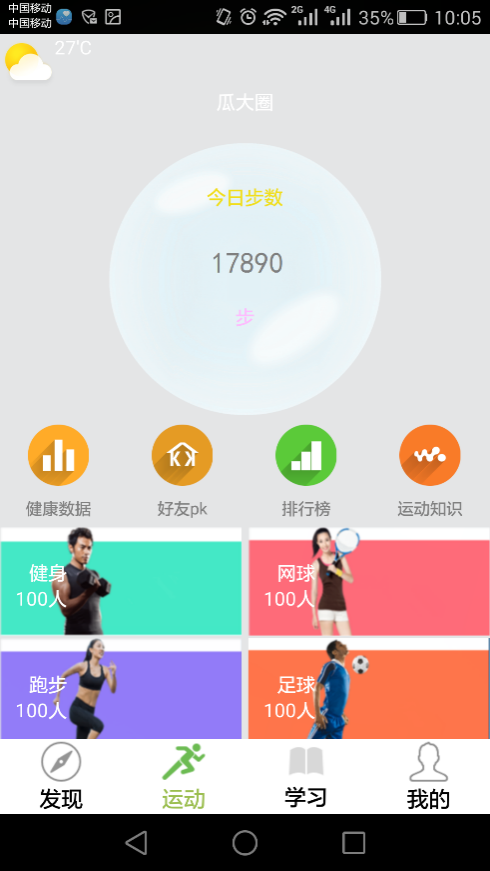 中国移动
中国移动
2G
4G
35%
10:05
27℃
瓜大圈
今日步数
17890
步
健康数据
好友pk
排行榜
运动知识
健身
100人
网球
100人
跑步
100人
足球
100人
发现
运动
学习
我的